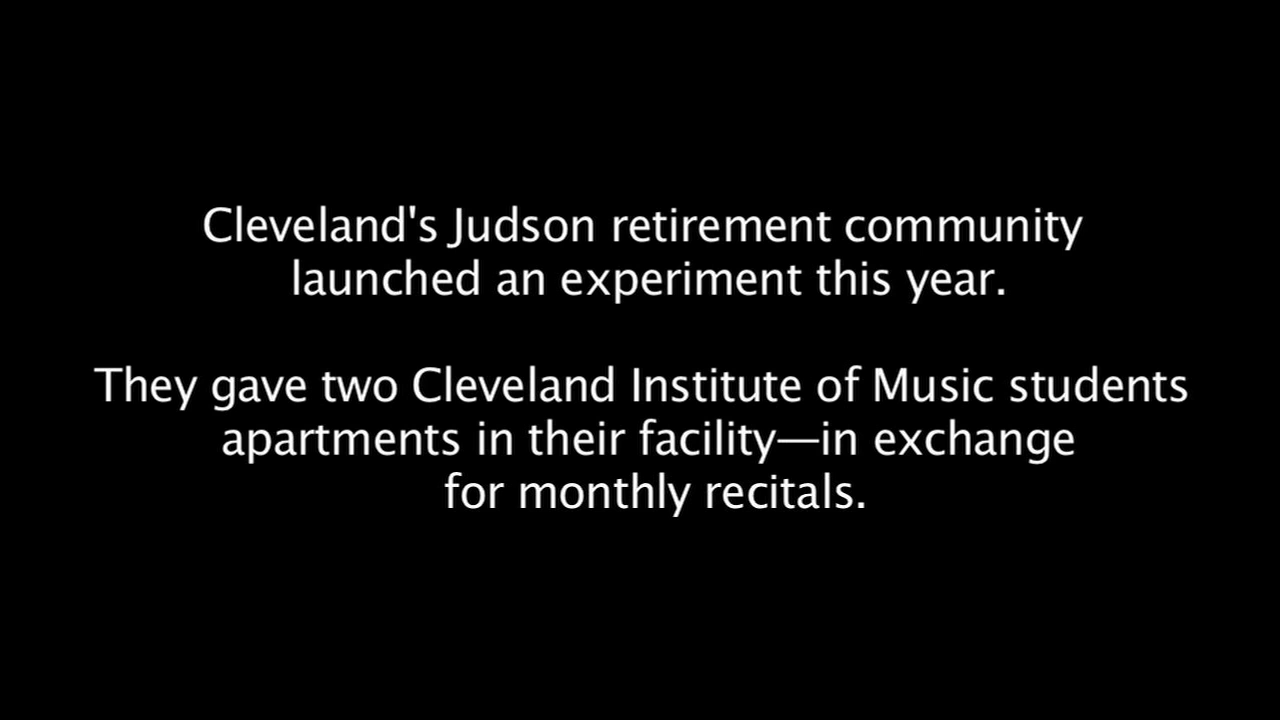 Cleveland's Judson retirement community
launched an experiment this year.
They gave two Cleveland Institute of Music students
apartments in their facility—in exchange
for monthly recitals.